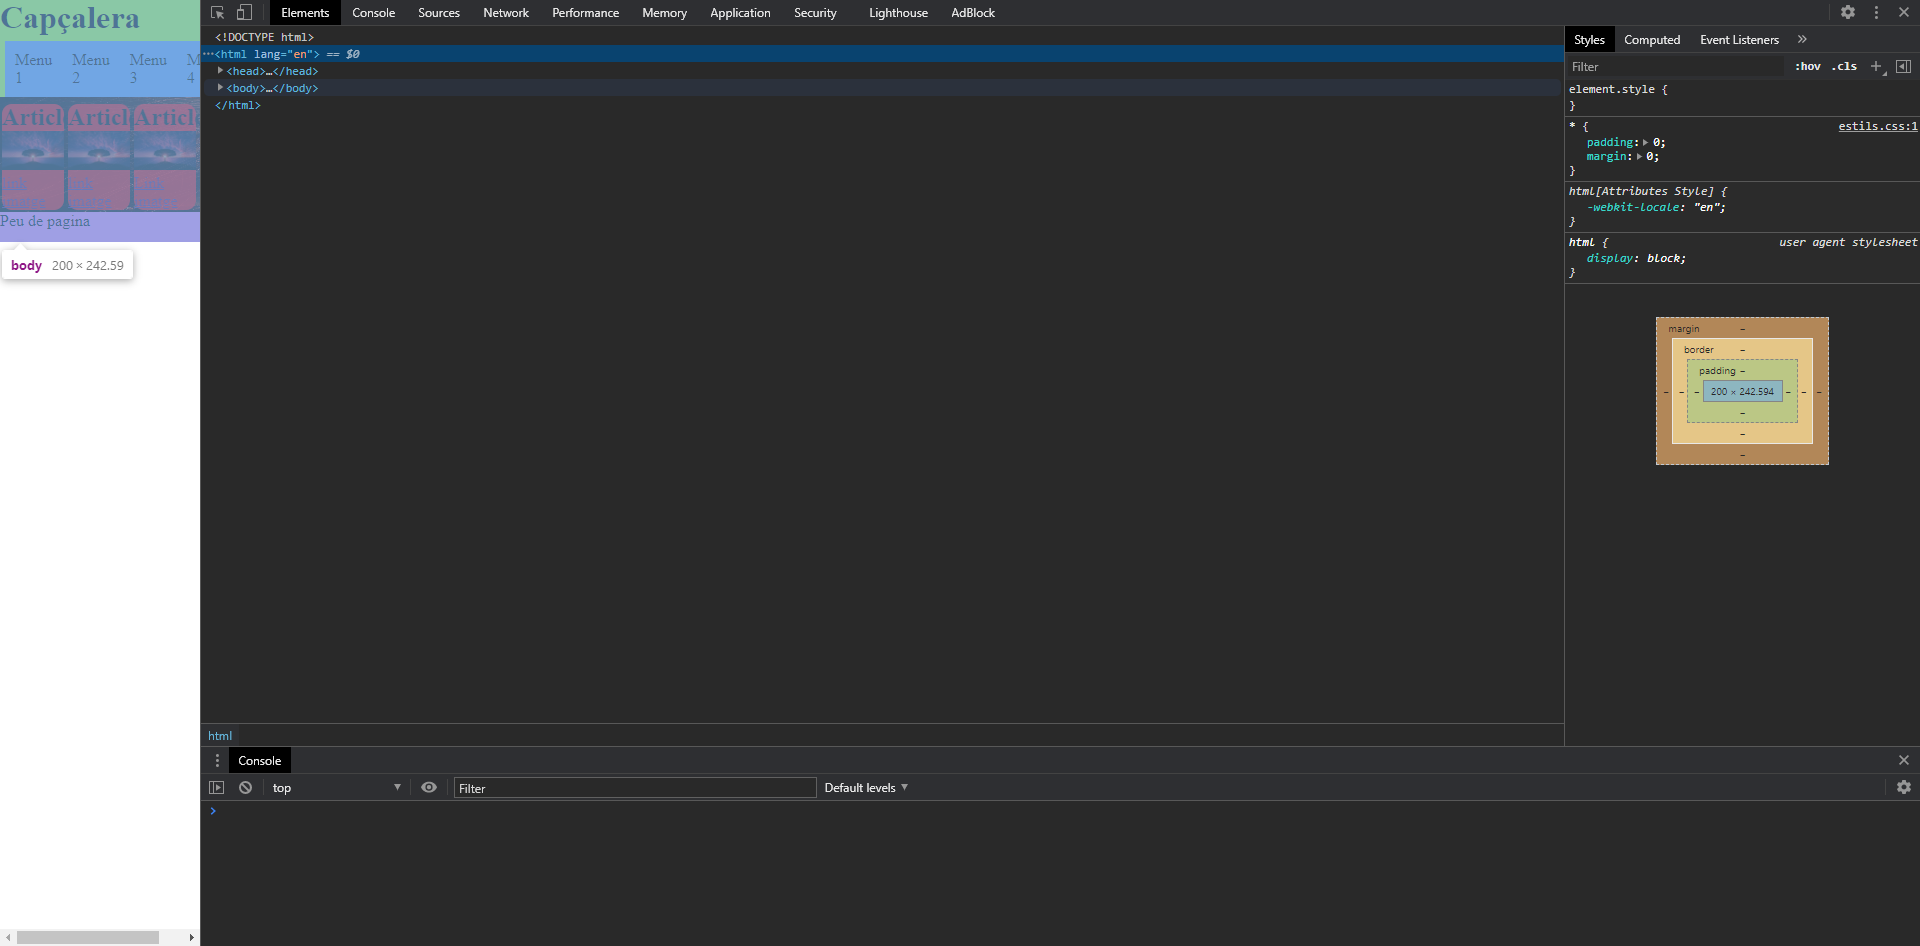 Capçalera
Menu 1
Menu 2
Menu 3
M 4
Article
Article
Article
Peu de pagina
body 200 × 242.59
Elements Console Sources Network Performance Memory Application Security Lighthouse AdBlock
<!DOCTYPE html>
<html lang="en"> == $0
<head>…</head>
<body>…</body>
</html>
html
Styles Computed Event Listeners
Filter :hov .cls
element.style {
}
* { estils.css:1
padding: 0;
margin: 0;
}
html[Attributes Style] {
-webkit-locale: "en";
}
html { user agent stylesheet
display: block;
}
margin –
border –
padding –
– – – 200 × 242.594 – – –
–
–
–
Console
top Filter Default levels